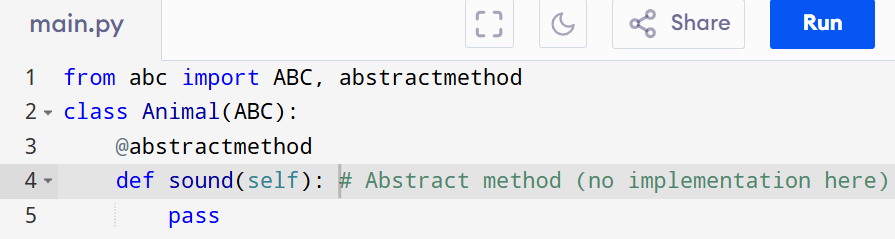 main.py Share Run
1 from abc import ABC, abstractmethod
2 class Animal(ABC):
3     @abstractmethod
4     def sound(self): # Abstract method (no implementation here)
5         pass